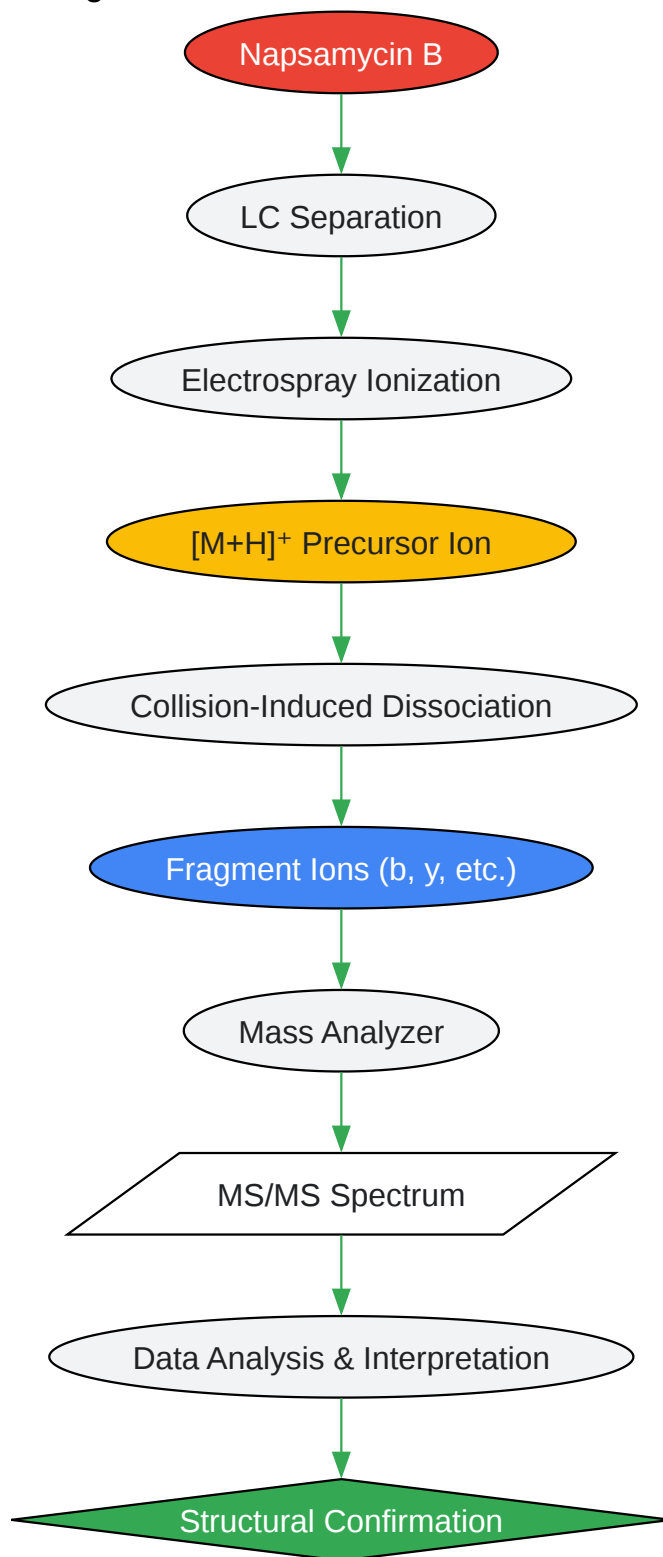 Napsamycin B
LC Separation
Electrospray Ionization
[M+H]⁺ Precursor Ion
Collision-Induced Dissociation
Fragment Ions (b, y, etc.)
Mass Analyzer
MS/MS Spectrum
Data Analysis & Interpretation
Structural Confirmation